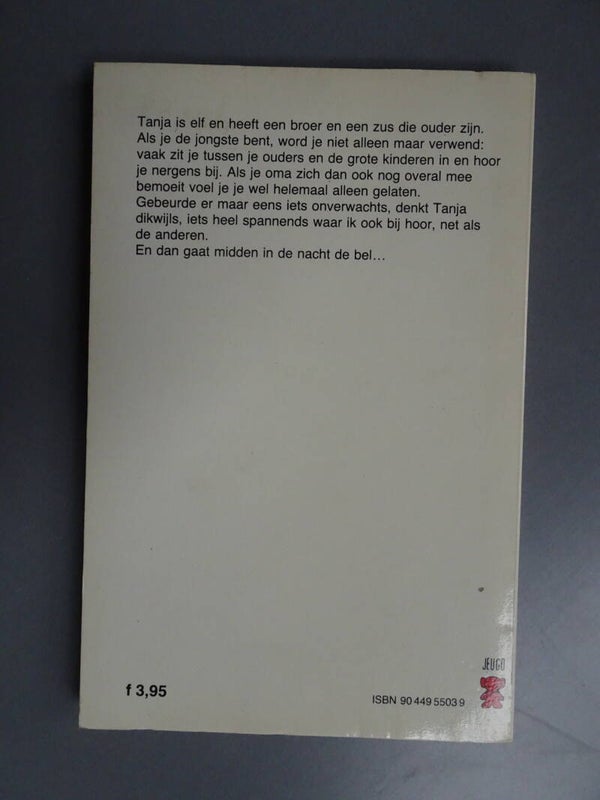 Tanja is elf en heeft een broer en een zus die ouder zijn.
Als je de jongste bent, word je niet alleen maar verwend:
vaak zit je tussen je ouders en de grote kinderen in en hoor
je nergens bij. Als je oma zich dan ook nog overal mee
bemoeit voel je je wel helemaal alleen gelaten.
Gebeurde er maar eens iets onverwachts, denkt Tanja
dikwijls, iets heel spannends waar ik ook bij hoor, net als
de anderen.
En dan gaat midden in de nacht de bel...
JEUGD
f 3,95
ISBN 90 449 5503 9